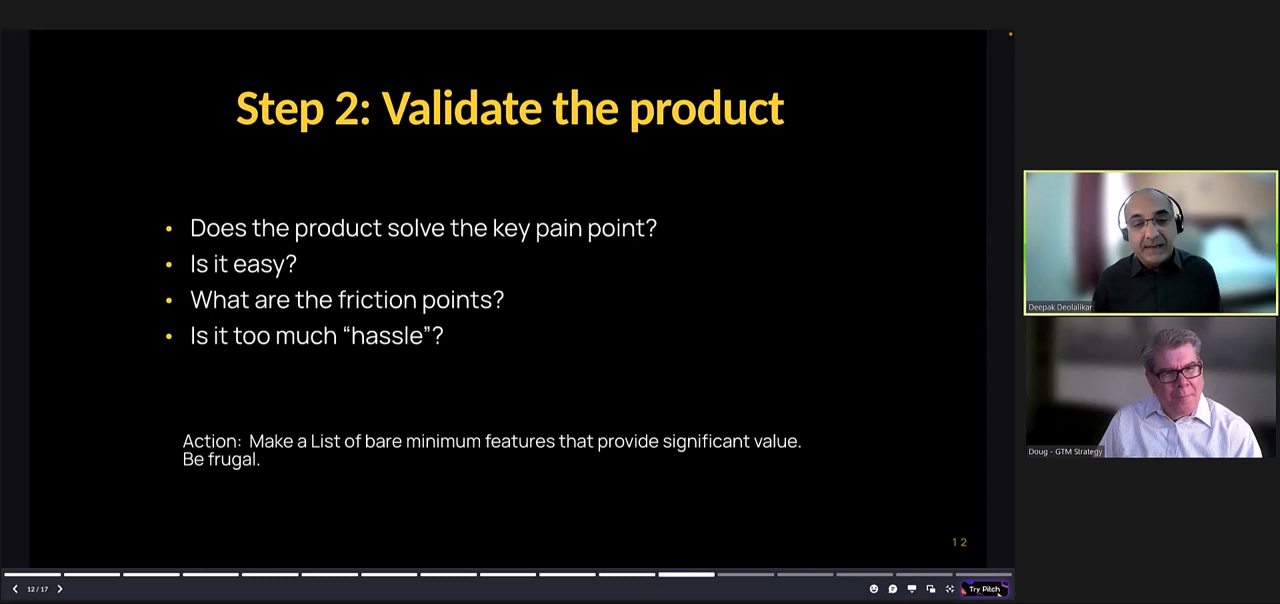 Step 2: Validate the product
• Does the product solve the key pain point?
• Is it easy?
• What are the friction points?
• Is it too much “hassle”?
Action:  Make a List of bare minimum features that provide significant value.
Be frugal.
12
12 / 17
Try Pitch
Deepak Deolalikar
Doug - GTM Strategy